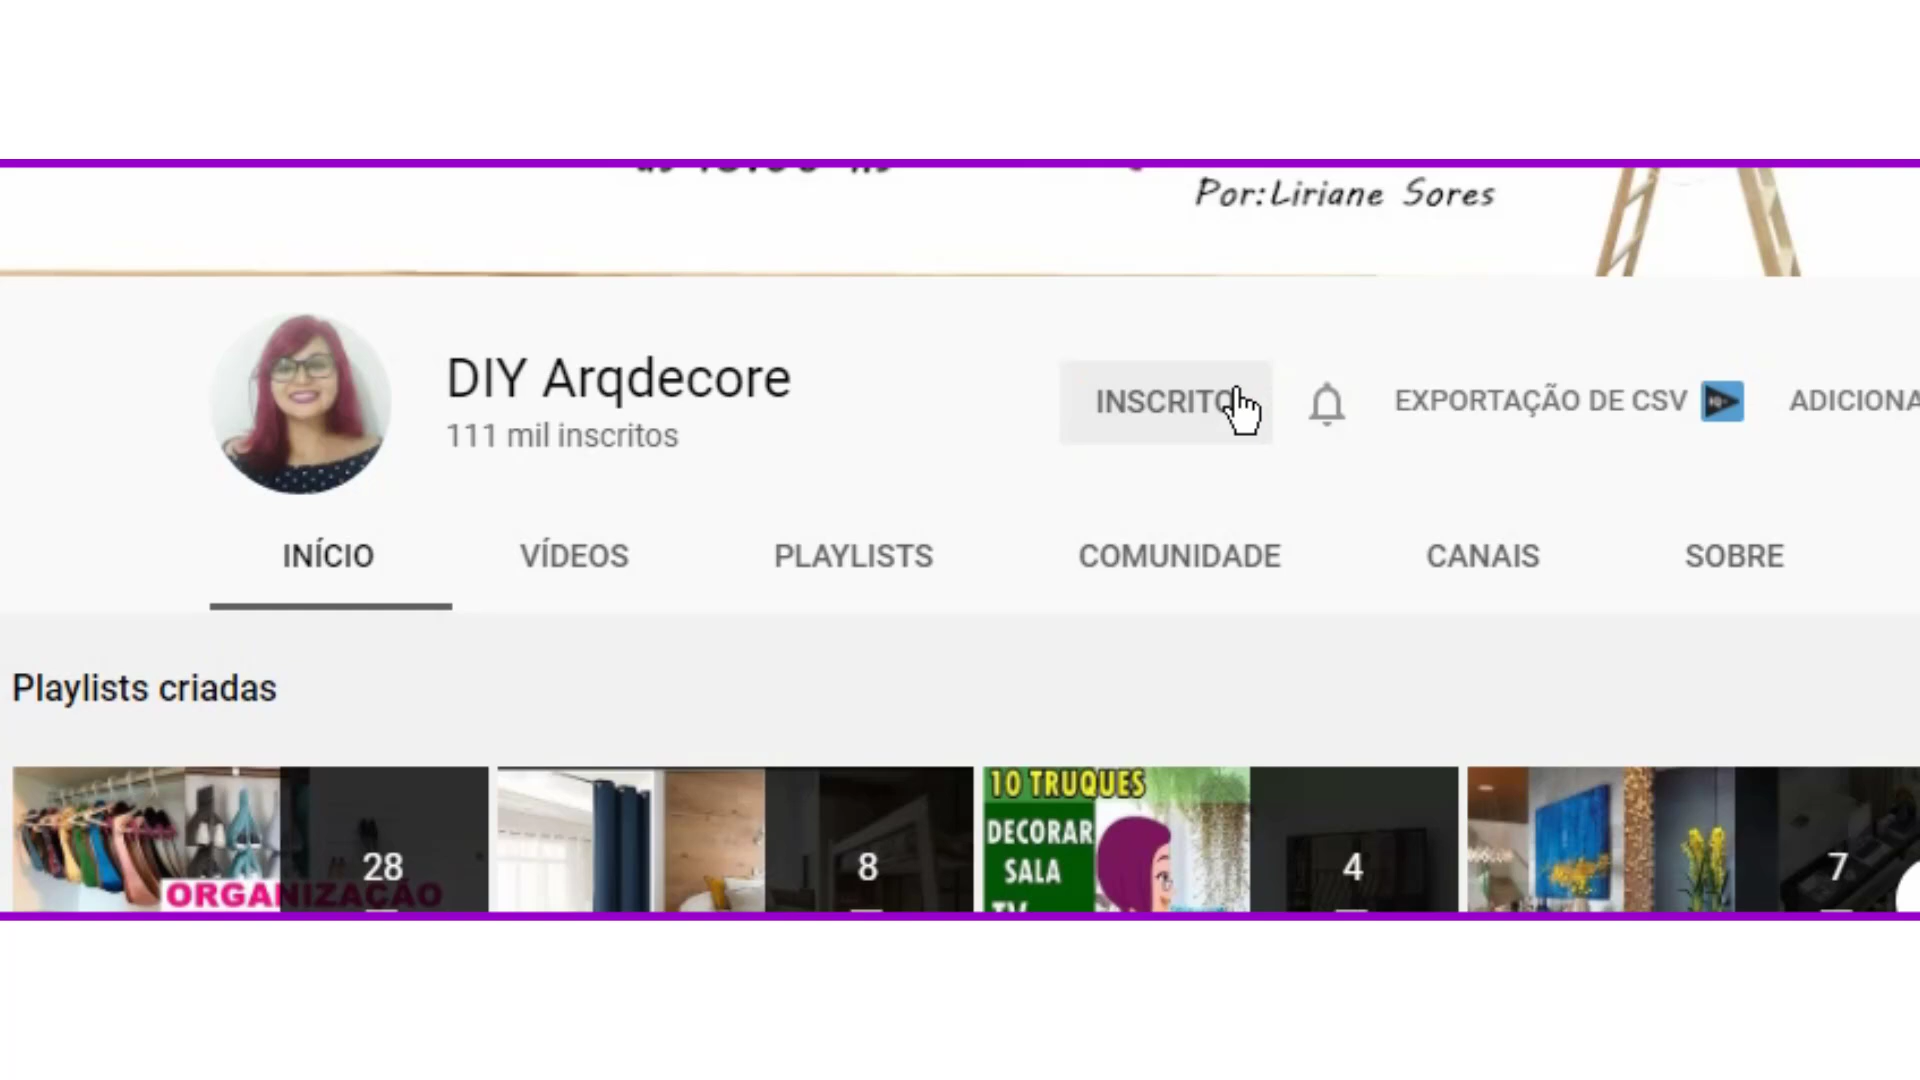 Por:Liriane Sores
DIY Arqdecore
111 mil inscritos
INSCRITO
EXPORTAÇÃO DE CSV
ADICIONA
INÍCIO
VÍDEOS
PLAYLISTS
COMUNIDADE
CANAIS
SOBRE
Playlists criadas
ORGANIZAÇÃO
28
8
10 TRUQUES
DECORAR
SALA
TV
4
7